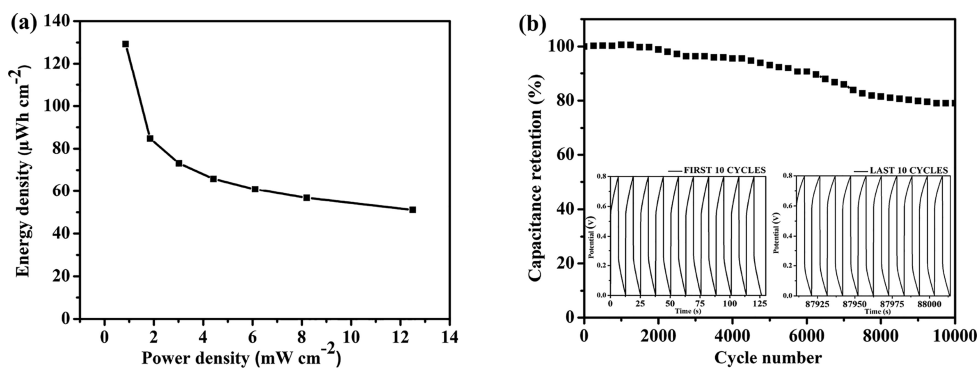 (a)
140
120
100
80
60
40
20
0
Energy density (µWh cm⁻²)
0 2 4 6 8 10 12 14
Power density (mW cm⁻²)
(b)
100
80
60
40
20
0
Capacitance retention (%)
0 2000 4000 6000 8000 10000
Cycle number
FIRST 10 CYCLES
0.8
0.6
0.4
0.2
0.0
Potential (v)
0 25 50 75 100 125
Time (s)
LAST 10 CYCLES
0.8
0.6
0.4
0.2
0.0
Potential (V)
87925 87950 87975 88000
Time (s)